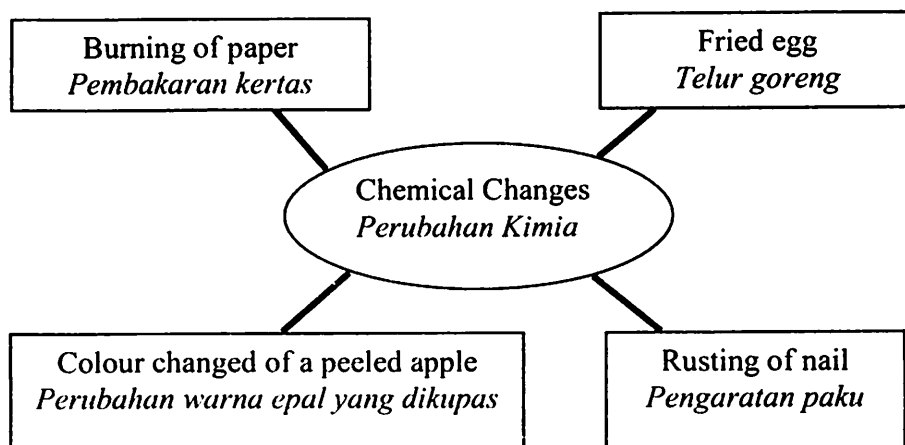 Burning of paper
Pembakaran kertas
Fried egg
Telur goreng
Chemical Changes
Perubahan Kimia
Colour changed of a peeled apple
Perubahan warna epal yang dikupas
Rusting of nail
Pengaratan paku